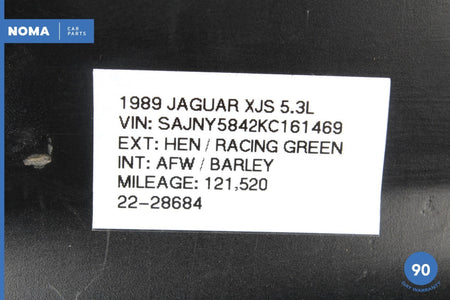 NOMA CAR
PARTS
1989 JAGUAR XJS 5.3L
VIN: SAJNY5842KC161469
EXT: HEN / RACING GREEN
INT: AFW / BARLEY
MILEAGE: 121,520
22-28684
90
DAY WARRANTY